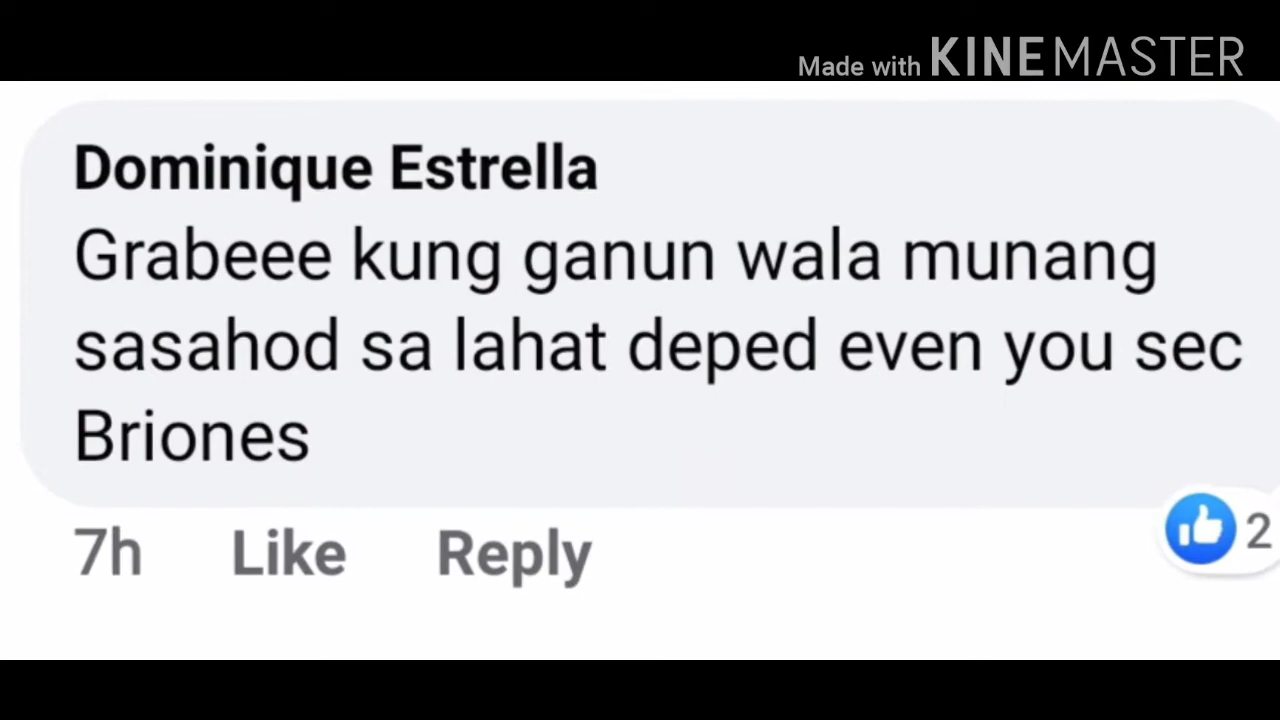 Made with KINEMASTER
Dominique Estrella
Grabeee kung ganun wala munang
sasahod sa lahat deped even you sec
Briones
7h Like Reply 2